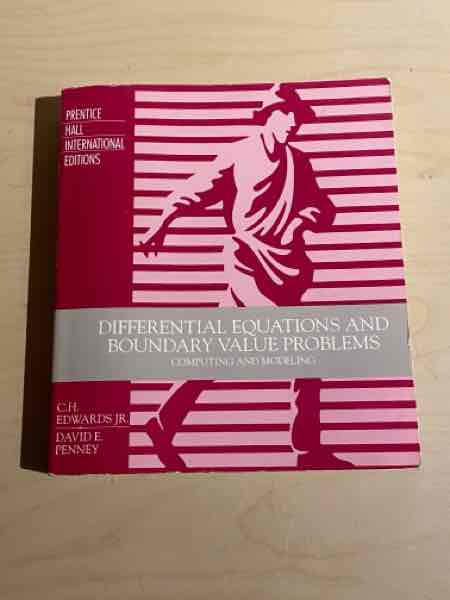 PRENTICE
HALL
INTERNATIONAL
EDITIONS
DIFFERENTIAL EQUATIONS AND
BOUNDARY VALUE PROBLEMS
COMPUTING AND MODELING
C.H.
EDWARDS JR.
DAVID E.
PENNEY